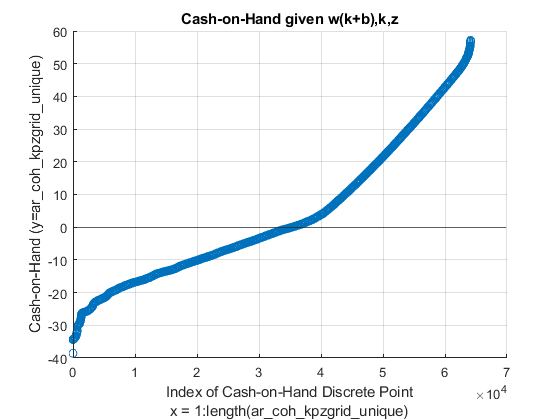 Cash-on-Hand given w(k+b),k,z
Cash-on-Hand (y=ar_coh_kpzgrid_unique)
60
50
40
30
20
10
0
-10
-20
-30
-40
0 1 2 3 4 5 6 7
×10⁴
Index of Cash-on-Hand Discrete Point
x = 1:length(ar_coh_kpzgrid_unique)